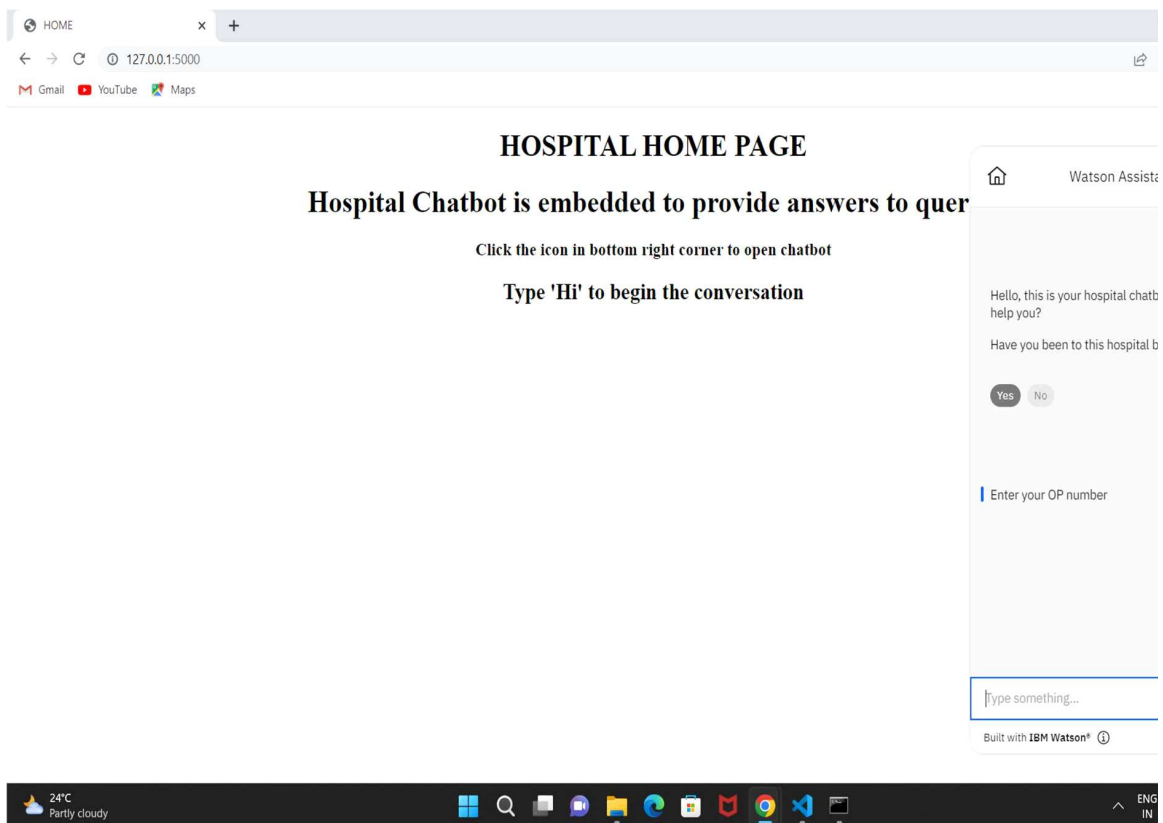 HOME
127.0.0.1:5000
Gmail YouTube Maps
HOSPITAL HOME PAGE
Hospital Chatbot is embedded to provide answers to quer
Click the icon in bottom right corner to open chatbot
Type 'Hi' to begin the conversation
Watson Assista
Hello, this is your hospital chatb
help you?
Have you been to this hospital b
Yes No
Enter your OP number
Type something...
Built with IBM Watson®
24°C
Partly cloudy
ENG
IN